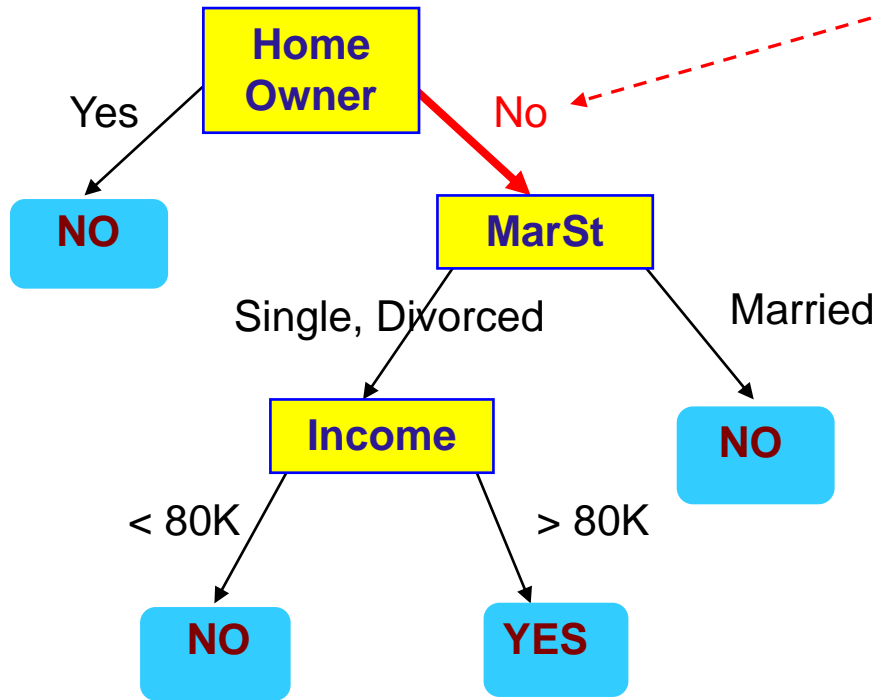 Home
Owner
Yes
No
NO
MarSt
Single, Divorced
Married
Income
NO
< 80K
> 80K
NO
YES